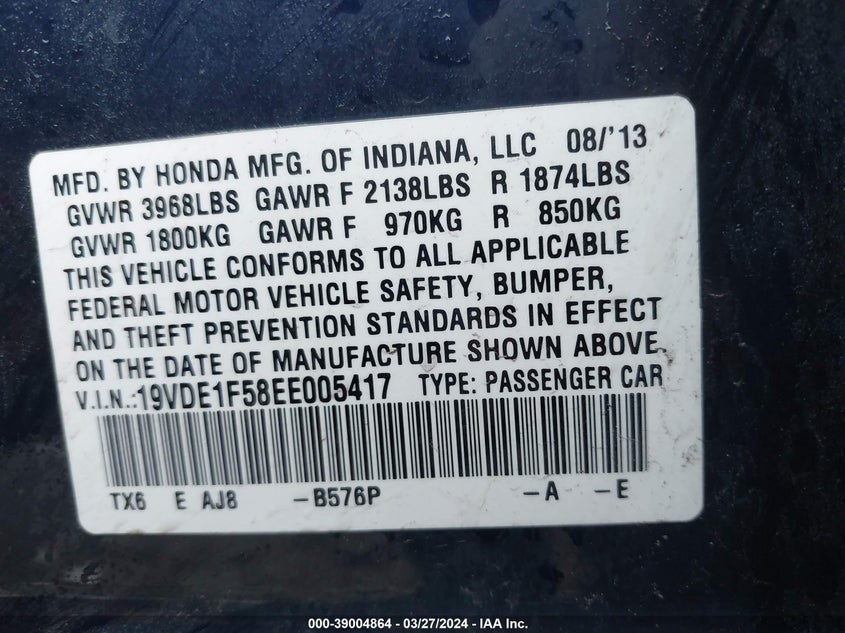 MFD. BY HONDA MFG. OF INDIANA, LLC 08/'13
GVWR 3968LBS GAWR F 2138LBS R 1874LBS
GVWR 1800KG GAWR F 970KG R 850KG
THIS VEHICLE CONFORMS TO ALL APPLICABLE
FEDERAL MOTOR VEHICLE SAFETY, BUMPER,
AND THEFT PREVENTION STANDARDS IN EFFECT
ON THE DATE OF MANUFACTURE SHOWN ABOVE.
V.I.N.:19VDE1F58EE005417 TYPE: PASSENGER CAR
TX6 E AJ8 -B576P -A -E
000-39004864 - 03/27/2024 - IAA Inc.